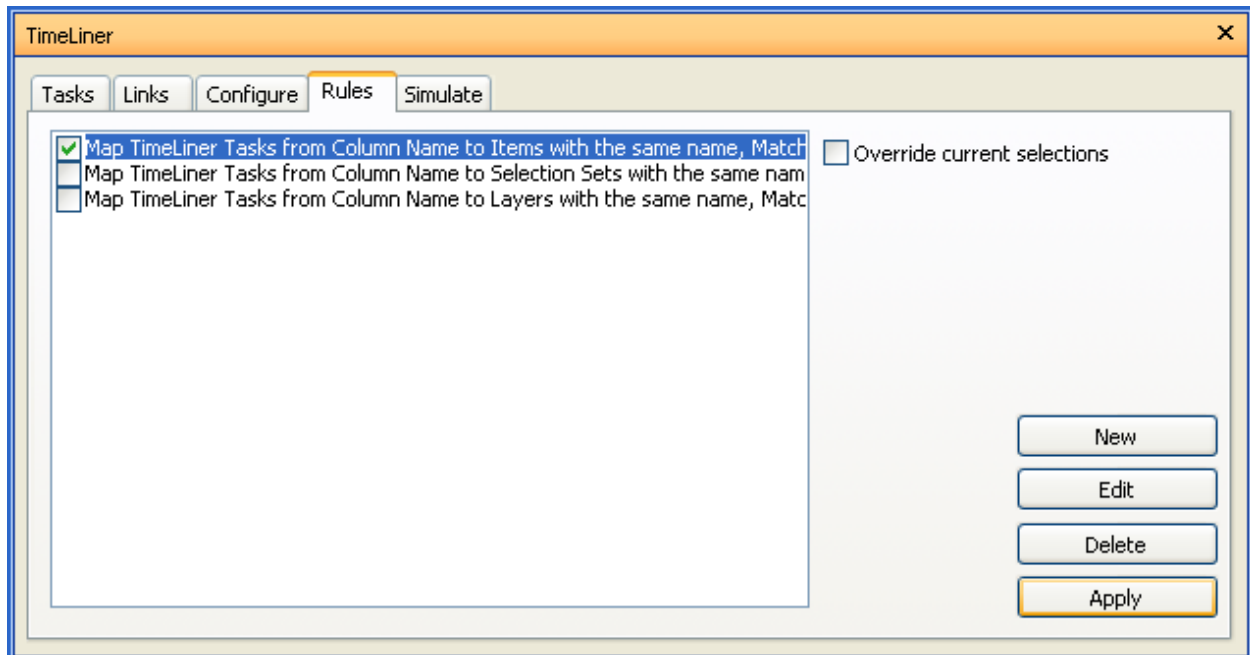 TimeLiner
Tasks Links Configure Rules Simulate
Map TimeLiner Tasks from Column Name to Items with the same name, Match
Map TimeLiner Tasks from Column Name to Selection Sets with the same nam
Map TimeLiner Tasks from Column Name to Layers with the same name, Matc
Override current selections
New
Edit
Delete
Apply